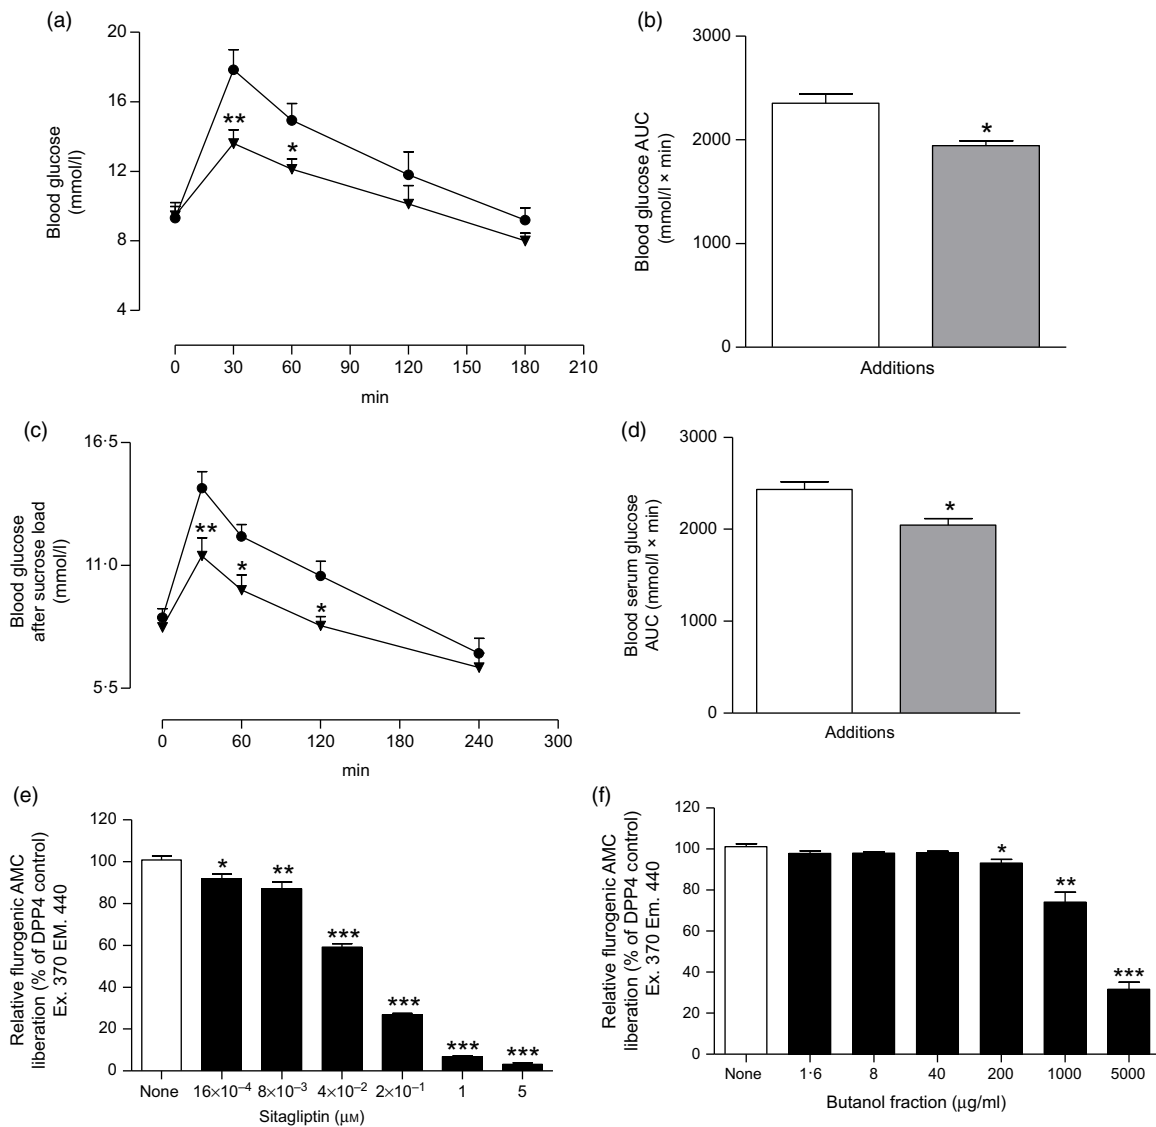 (a)
20
16
12
8
4
Blood glucose
(mmol/l)
**
*
0 30 60 90 120 150 180 210
min
(b)
3000
2000
1000
0
Blood glucose AUC
(mmol/l × min)
*
Additions
(c)
16·5
11·0
5·5
Blood glucose
after sucrose load
(mmol/l)
**
*
*
0 60 120 180 240 300
min
(d)
3000
2000
1000
0
Blood serum glucose
AUC (mmol/l × min)
*
Additions
(e)
120
100
80
60
40
20
0
Relative flurogenic AMC
liberation (% of DPP4 control)
Ex. 370 EM. 440
*
**
***
***
***
***
None 16×10⁻⁴ 8×10⁻³ 4×10⁻² 2×10⁻¹ 1 5
Sitagliptin (μM)
(f)
120
100
80
60
40
20
0
Relative flurogenic AMC
liberation (% of DPP4 control)
Ex. 370 Em. 440
*
**
***
None 1·6 8 40 200 1000 5000
Butanol fraction (μg/ml)